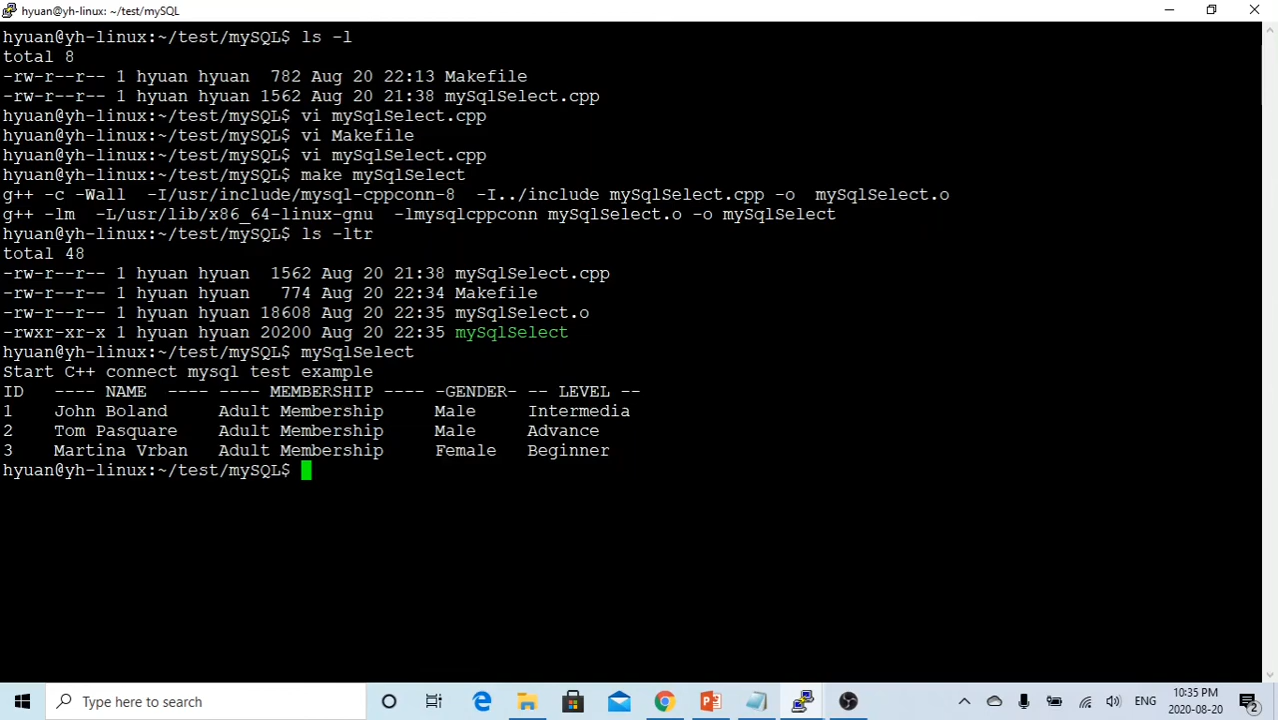 hyuan@yh-linux: ~/test/mySQL
hyuan@yh-linux:~/test/mySQL$ ls -l
total 8
-rw-r--r-- 1 hyuan hyuan  782 Aug 20 22:13 Makefile
-rw-r--r-- 1 hyuan hyuan 1562 Aug 20 21:38 mySqlSelect.cpp
hyuan@yh-linux:~/test/mySQL$ vi mySqlSelect.cpp
hyuan@yh-linux:~/test/mySQL$ vi Makefile
hyuan@yh-linux:~/test/mySQL$ vi mySqlSelect.cpp
hyuan@yh-linux:~/test/mySQL$ make mySqlSelect
g++ -c -Wall  -I/usr/include/mysql-cppconn-8  -I../include mySqlSelect.cpp -o  mySqlSelect.o
g++ -lm  -L/usr/lib/x86_64-linux-gnu  -lmysqlcppconn mySqlSelect.o -o mySqlSelect
hyuan@yh-linux:~/test/mySQL$ ls -ltr
total 48
-rw-r--r-- 1 hyuan hyuan  1562 Aug 20 21:38 mySqlSelect.cpp
-rw-r--r-- 1 hyuan hyuan   774 Aug 20 22:34 Makefile
-rw-r--r-- 1 hyuan hyuan 18608 Aug 20 22:35 mySqlSelect.o
-rwxr-xr-x 1 hyuan hyuan 20200 Aug 20 22:35 mySqlSelect
hyuan@yh-linux:~/test/mySQL$ mySqlSelect
Start C++ connect mysql test example
ID   ---- NAME  ---- ---- MEMBERSHIP ---- -GENDER- -- LEVEL --
1    John Boland     Adult Membership     Male     Intermedia
2    Tom Pasquare    Adult Membership     Male     Advance
3    Martina Vrban   Adult Membership     Female   Beginner
hyuan@yh-linux:~/test/mySQL$
Type here to search
ENG
10:35 PM
2020-08-20
2